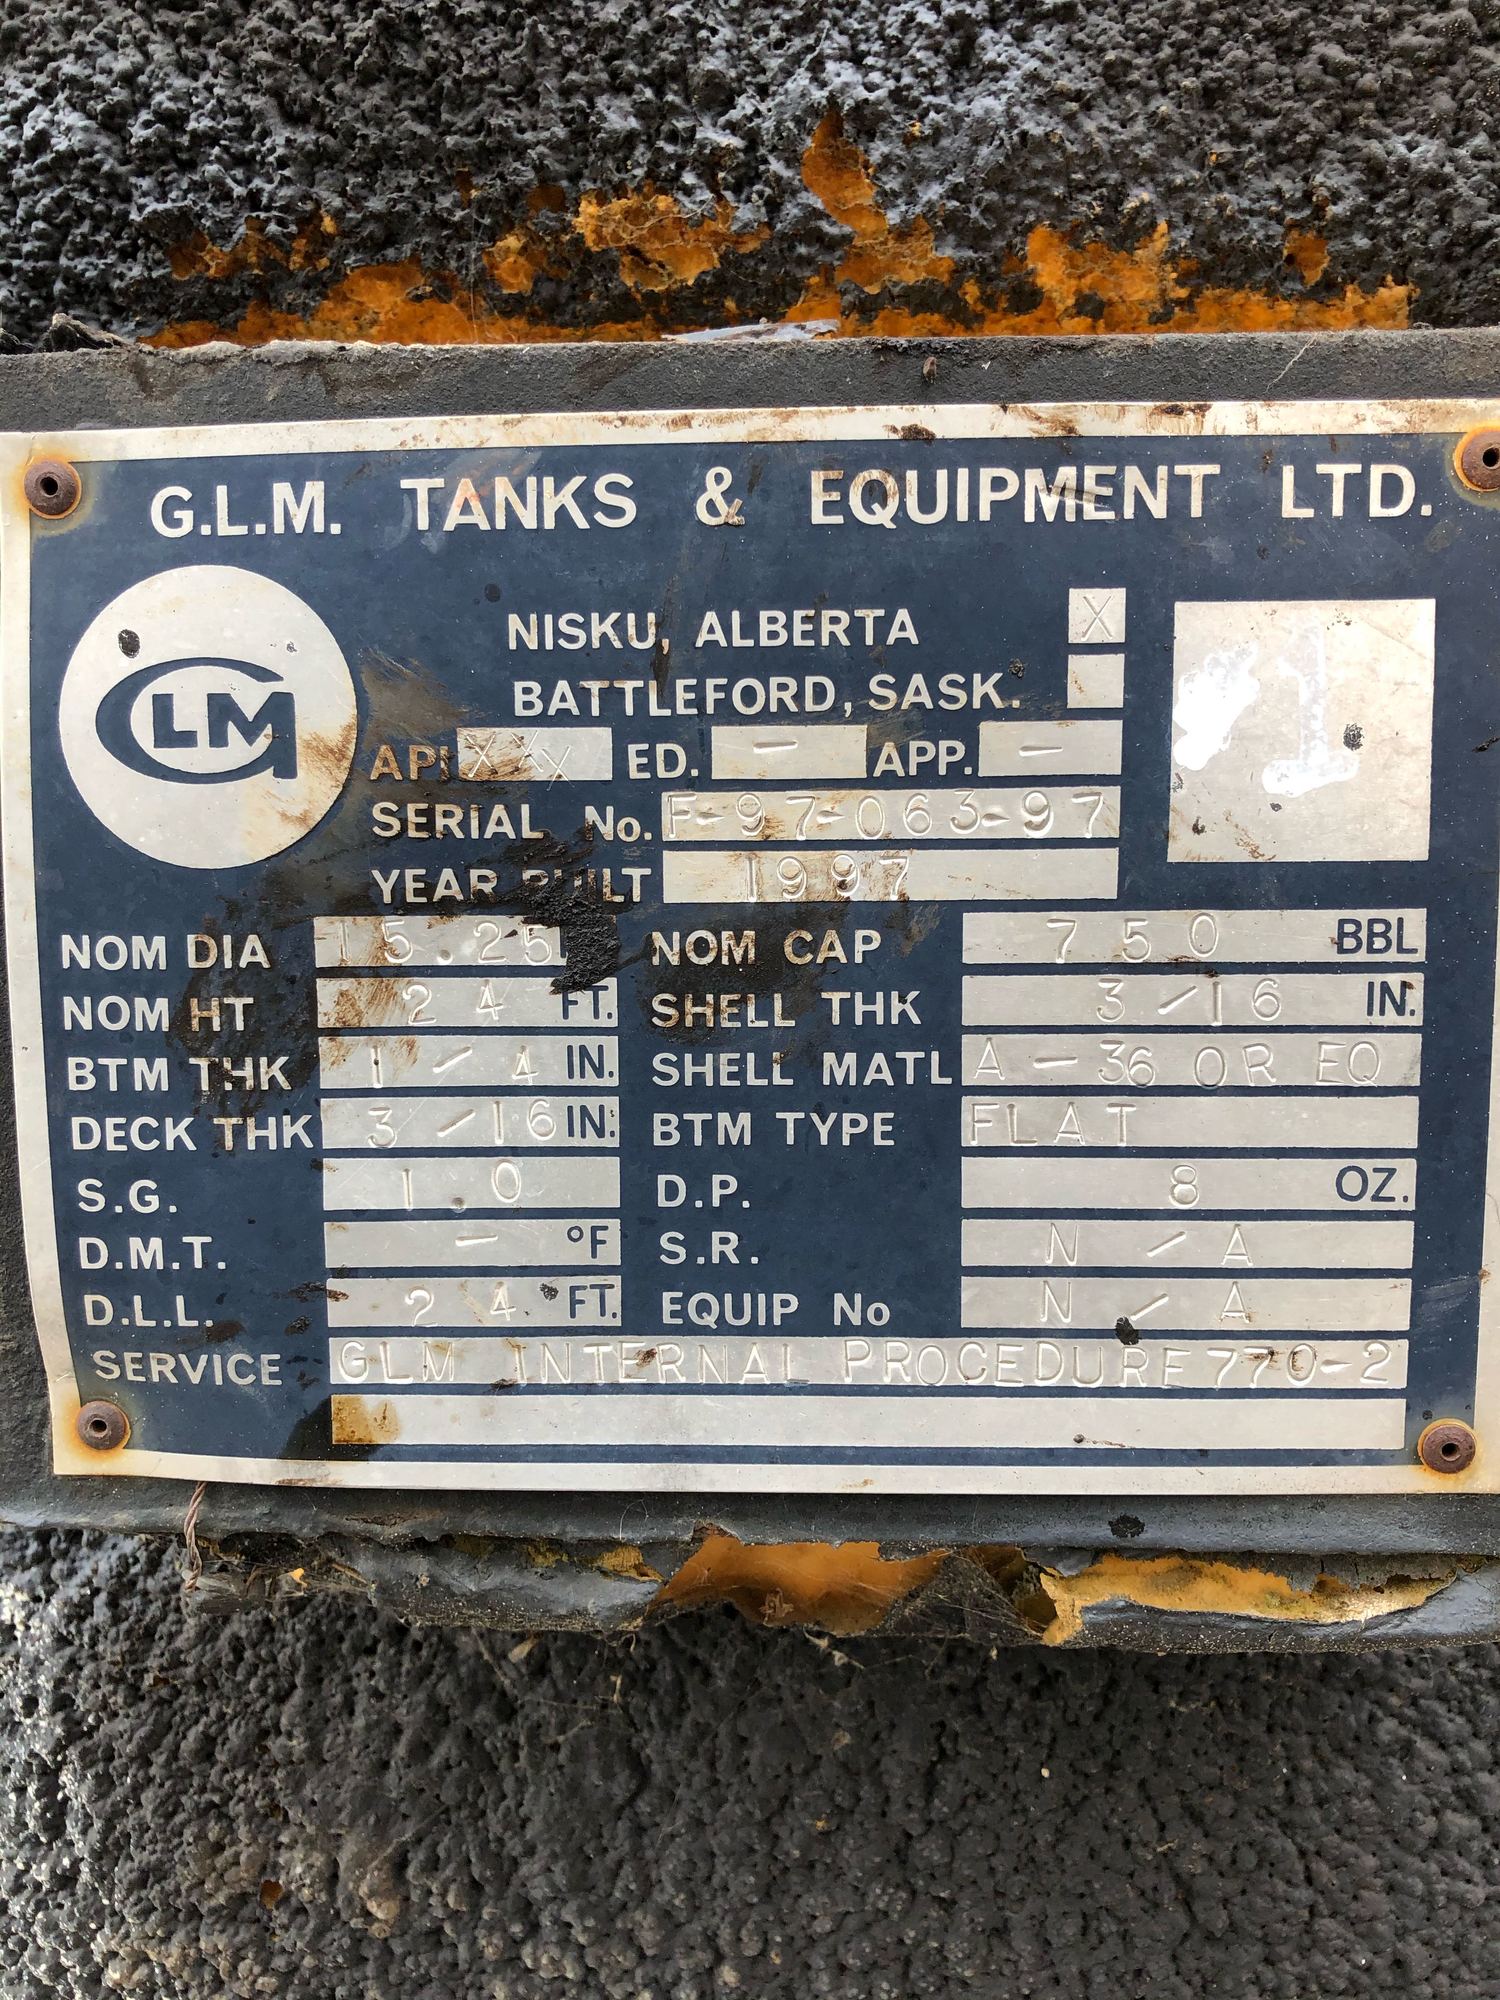 G.L.M. TANKS & EQUIPMENT LTD.
GLM
NISKU, ALBERTA X
BATTLEFORD, SASK.
1
API XXX ED. - APP. -
SERIAL No. F-97-063-97
YEAR BUILT 1997
NOM DIA 15.25 NOM CAP 750 BBL
NOM HT 24 FT. SHELL THK 3/16 IN.
BTM THK 1/4 IN. SHELL MATL A-36 OR EQ
DECK THK 3/16 IN. BTM TYPE FLAT
S.G. 1.0 D.P. 8 OZ.
D.M.T. - °F S.R. N/A
D.L.L. 24 FT. EQUIP No N/A
SERVICE GLM INTERNAL PROCEDURE 770-2